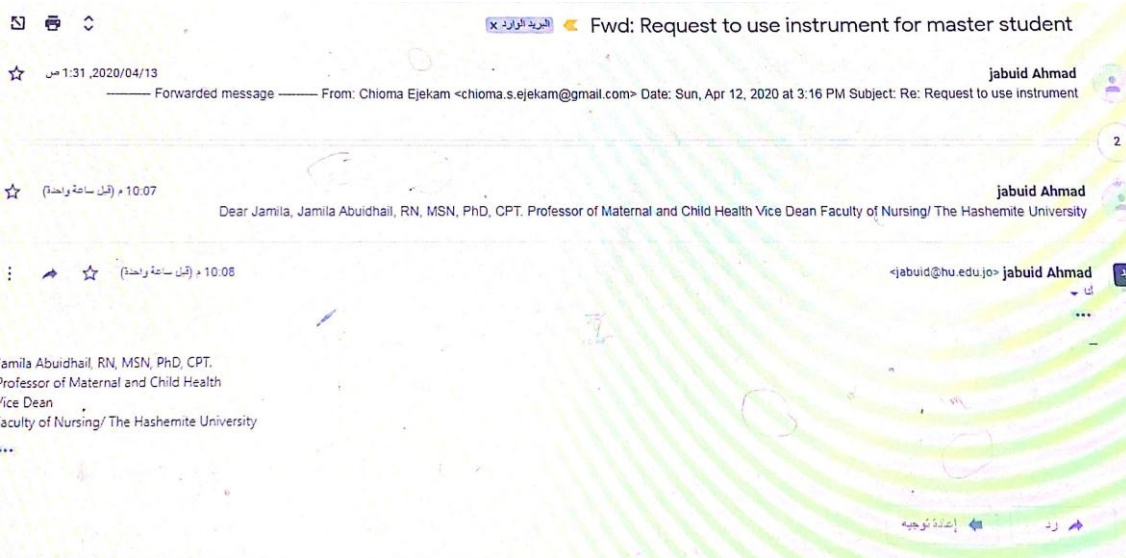 Fwd: Request to use instrument for master student البريد الوارد x
jabuid Ahmad
1:31 ,2020/04/13 ص
---------- Forwarded message ---------- From: Chioma Ejekam <chioma.s.ejekam@gmail.com> Date: Sun, Apr 12, 2020 at 3:16 PM Subject: Re: Request to use instrument
2
jabuid Ahmad
10:07 م (قبل ساعة واحدة)
Dear Jamila, Jamila Abuidhail, RN, MSN, PhD, CPT. Professor of Maternal and Child Health Vice Dean Faculty of Nursing/ The Hashemite University
<jabuid@hu.edu.jo> jabuid Ahmad
10:08 م (قبل ساعة واحدة)
أنا
...
amila Abuidhail, RN, MSN, PhD, CPT.
Professor of Maternal and Child Health
Vice Dean
aculty of Nursing/ The Hashemite University
...
رد
إعادة توجيه